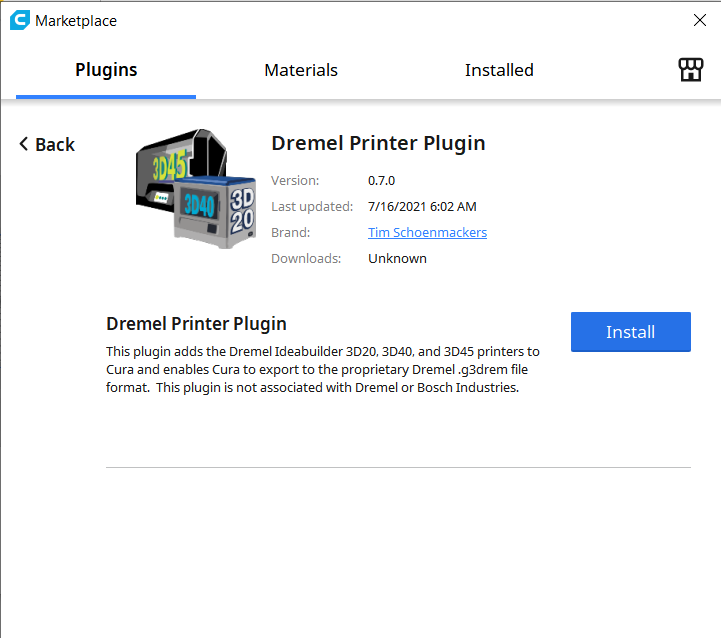 Marketplace
Plugins Materials Installed
Back
3D45
3D40
3D
20
Dremel Printer Plugin
Version: 0.7.0
Last updated: 7/16/2021 6:02 AM
Brand: Tim Schoenmackers
Downloads: Unknown
Dremel Printer Plugin
Install
This plugin adds the Dremel Ideabuilder 3D20, 3D40, and 3D45 printers to
Cura and enables Cura to export to the proprietary Dremel .g3drem file
format.  This plugin is not associated with Dremel or Bosch Industries.